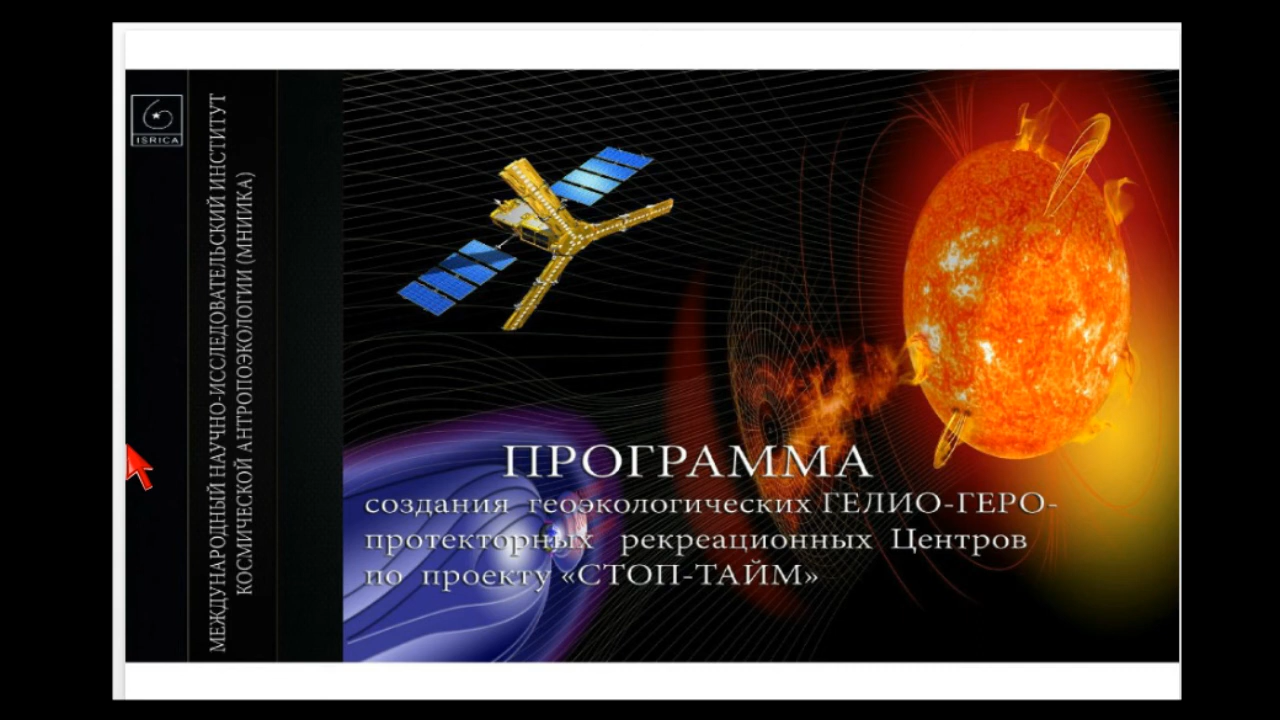 ISRICA
МЕЖДУНАРОДНЫЙ НАУЧНО-ИССЛЕДОВАТЕЛЬСКИЙ ИНСТИТУТ
КОСМИЧЕСКОЙ АНТРОПОЭКОЛОГИИ (МНИИКА)
ПРОГРАММА
создания геоэкологических ГЕЛИО-ГЕРО-
протекторных рекреационных Центров
по проекту «СТОП-ТАЙМ»